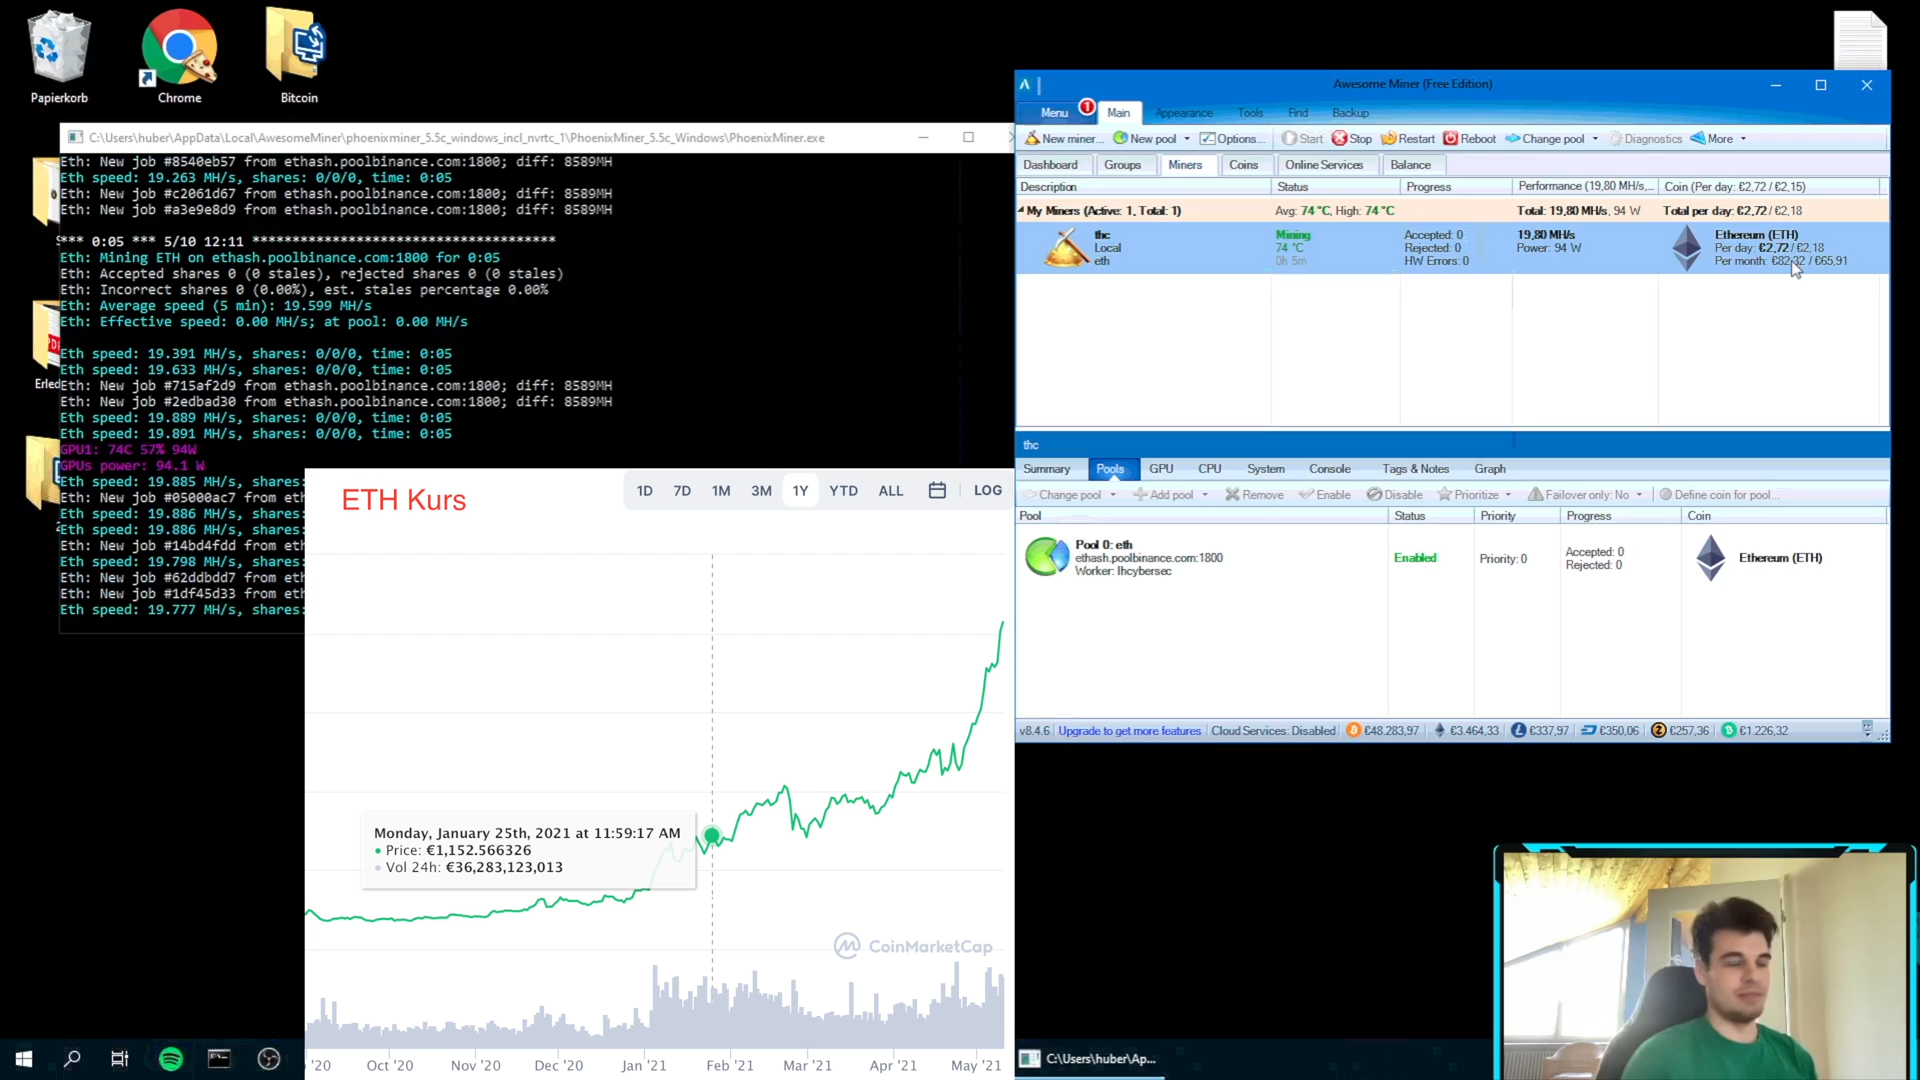 Papierkorb
Chrome
Bitcoin
C:\Users\huber\AppData\Local\AwesomeMiner\phoenixminer_5.5c_windows_incl_nvrtc_1\PhoenixMiner_5.5c_Windows\PhoenixMiner.exe
Eth: New job #8540eb57 from ethash.poolbinance.com:1800; diff: 8589MH
Eth speed: 19.263 MH/s, shares: 0/0/0, time: 0:05
Eth: New job #c2061d67 from ethash.poolbinance.com:1800; diff: 8589MH
Eth: New job #a3e9e8d9 from ethash.poolbinance.com:1800; diff: 8589MH
*** 0:05 *** 5/10 12:11 **************************************
Eth: Mining ETH on ethash.poolbinance.com:1800 for 0:05
Eth: Accepted shares 0 (0 stales), rejected shares 0 (0 stales)
Eth: Incorrect shares 0 (0.00%), est. stales percentage 0.00%
Eth: Average speed (5 min): 19.599 MH/s
Eth: Effective speed: 0.00 MH/s; at pool: 0.00 MH/s
Eth speed: 19.391 MH/s, shares: 0/0/0, time: 0:05
Eth speed: 19.633 MH/s, shares: 0/0/0, time: 0:05
Eth: New job #715af2d9 from ethash.poolbinance.com:1800; diff: 8589MH
Eth: New job #2edbad30 from ethash.poolbinance.com:1800; diff: 8589MH
Eth speed: 19.889 MH/s, shares: 0/0/0, time: 0:05
Eth speed: 19.891 MH/s, shares: 0/0/0, time: 0:05
GPU1: 74C 57% 94W
GPUs power: 94.1 W
Eth speed: 19.885 MH/s, shares:
Eth: New job #05000ac7 from eth
Eth speed: 19.886 MH/s, shares:
Eth speed: 19.886 MH/s, shares:
Eth: New job #14bd4fdd from eth
Eth speed: 19.798 MH/s, shares:
Eth: New job #62ddbdd7 from eth
Eth: New job #1df45d33 from eth
Eth speed: 19.777 MH/s, shares:
Erled
ETH Kurs
1D 7D 1M 3M 1Y YTD ALL LOG
Monday, January 25th, 2021 at 11:59:17 AM
Price: €1,152.566326
Vol 24h: €36,283,123,013
CoinMarketCap
'20 Oct '20 Nov '20 Dec '20 Jan '21 Feb '21 Mar '21 Apr '21 May '21
Awesome Miner (Free Edition)
Menu 1 Main Appearance Tools Find Backup
New miner... New pool Options... Start Stop Restart Reboot Change pool Diagnostics More
Dashboard Groups Miners Coins Online Services Balance
Description Status Progress Performance (19,80 MH/s,... Coin (Per day: €2,72 / €2,15)
My Miners (Active: 1, Total: 1) Avg: 74 °C, High: 74 °C Total: 19,80 MH/s, 94 W Total per day: €2,72 / €2,18
thc Mining Accepted: 0 19,80 MH/s Ethereum (ETH)
Local 74 °C Rejected: 0 Power: 94 W Per day: €2,72 / €2,18
eth 0h 5m HW Errors: 0 Per month: €82,32 / €65,91
thc
Summary Pools GPU CPU System Console Tags & Notes Graph
Change pool Add pool Remove Enable Disable Prioritize Failover only: No Define coin for pool...
Pool Status Priority Progress Coin
Pool 0: eth
ethash.poolbinance.com:1800 Enabled Priority: 0 Accepted: 0 Ethereum (ETH)
Worker: lhcybersec Rejected: 0
v8.4.6 Upgrade to get more features Cloud Services: Disabled €48.283,97 €3.464,33 €337,97 €350,06 €257,36 €1.226,32
C:\Users\huber\Ap...